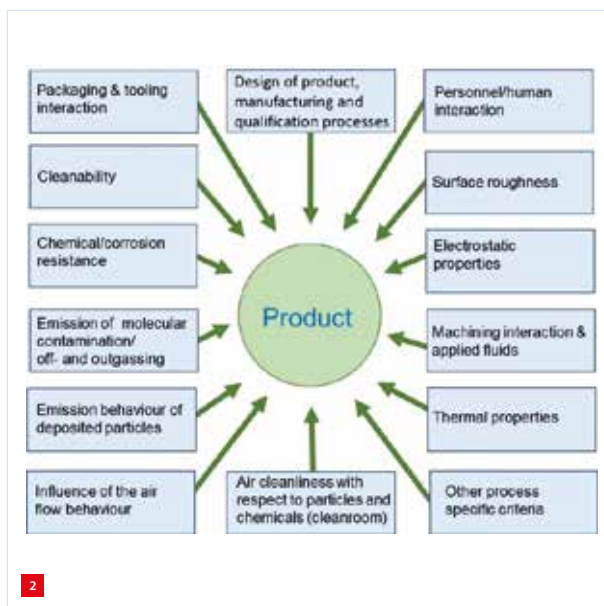 Packaging & tooling
interaction
Design of product,
manufacturing and
qualification processes
Personnel/human
interaction
Cleanability
Surface roughness
Chemical/corrosion
resistance
Electrostatic
properties
Product
Emission of molecular
contamination/
off- and outgassing
Machining interaction &
applied fluids
Emission behaviour of
deposited particles
Thermal properties
Influence of the air
flow behaviour
Air cleanliness with
respect to particles and
chemicals (cleanroom)
Other process
specific criteria
2